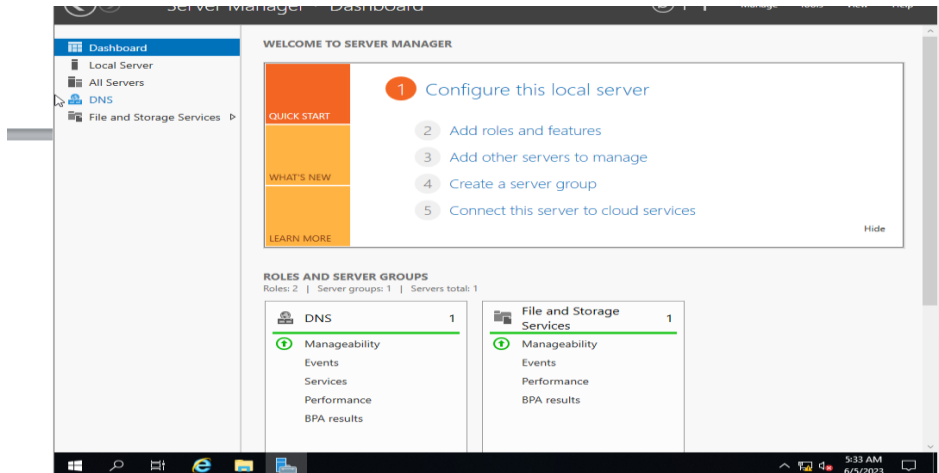 Server Manager Dashboard
Manage Tools View Help
Dashboard
Local Server
All Servers
DNS
File and Storage Services
WELCOME TO SERVER MANAGER
QUICK START
WHAT'S NEW
LEARN MORE
1 Configure this local server
2 Add roles and features
3 Add other servers to manage
4 Create a server group
5 Connect this server to cloud services
Hide
ROLES AND SERVER GROUPS
Roles: 2 | Server groups: 1 | Servers total: 1
DNS 1
Manageability
Events
Services
Performance
BPA results
File and Storage
Services 1
Manageability
Events
Performance
BPA results
5:33 AM
6/5/2023